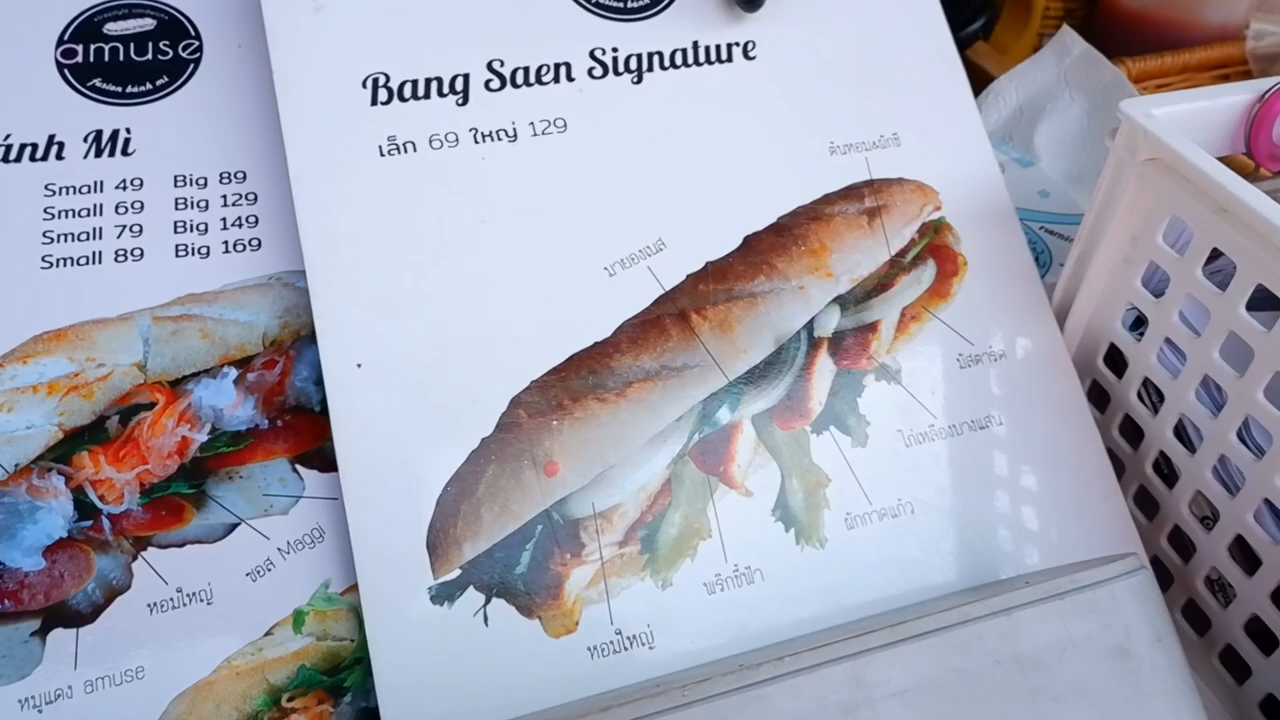 freestyle sandwich
amuse
fusion bánh mì
ánh Mì
Small 49 Big 89
Small 69 Big 129
Small 79 Big 149
Small 89 Big 169
ซอส Maggi
หอมใหญ่
หมูแดง amuse
fusion bánh mì
Bang Saen Signature
เล็ก 69 ใหญ่ 129
ต้นหอม&ผักชี
มายองเนส
มัสตาร์ด
ไก่เหลืองบางแสน
ผักกาดแก้ว
พริกชี้ฟ้า
หอมใหญ่